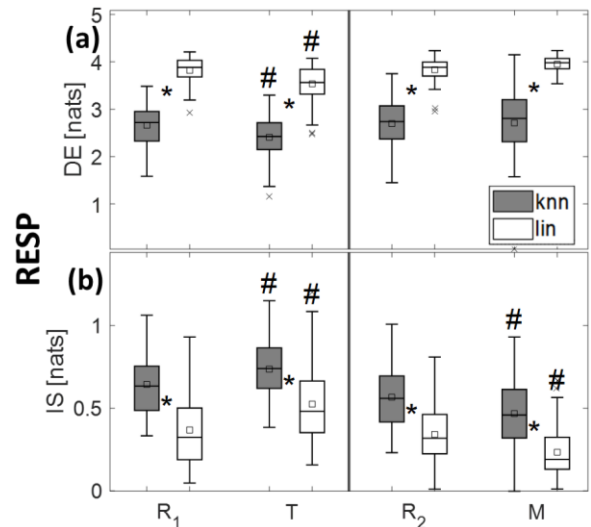 (a)
DE [nats]
5
4
3
2
1
# #
* * * *
knn
lin
RESP
(b)
IS [nats]
1
0.5
0
# # # #
* * * *
R1 T R2 M